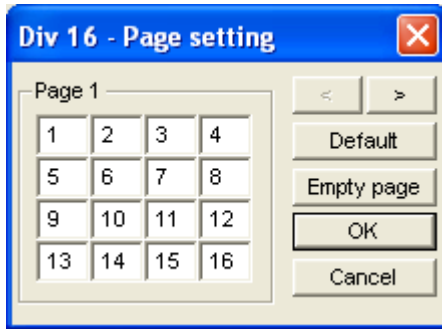 Div 16 - Page setting
Page 1
< >
1 2 3 4
Default
5 6 7 8
Empty page
9 10 11 12
OK
13 14 15 16
Cancel